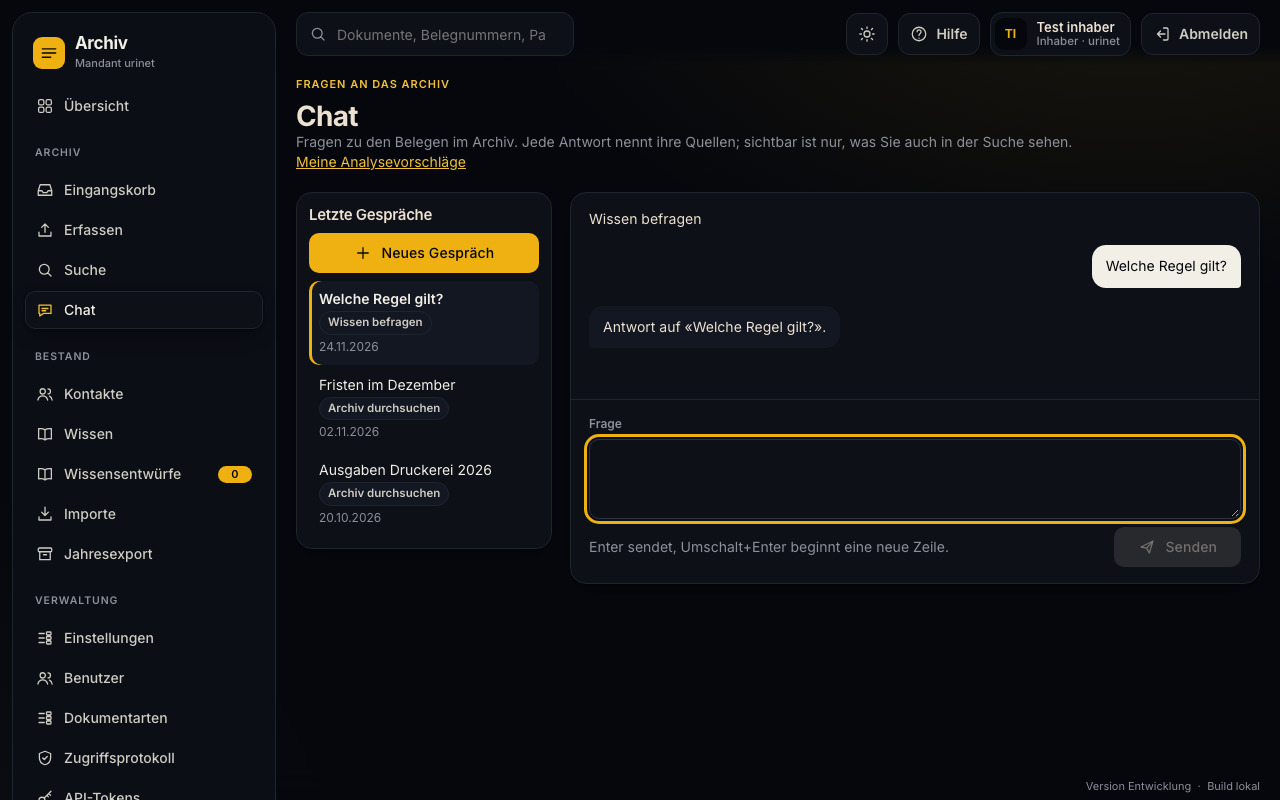 Archiv
Mandant urinet
Übersicht
ARCHIV
Eingangskorb
Erfassen
Suche
Chat
BESTAND
Kontakte
Wissen
Wissensentwürfe
0
Importe
Jahresexport
VERWALTUNG
Einstellungen
Benutzer
Dokumentarten
Zugriffsprotokoll
API-Tokens
Dokumente, Belegnummern, Pa
Hilfe
TI
Test inhaber
Inhaber · urinet
Abmelden
FRAGEN AN DAS ARCHIV
Chat
Fragen zu den Belegen im Archiv. Jede Antwort nennt ihre Quellen; sichtbar ist nur, was Sie auch in der Suche sehen.
Meine Analysevorschläge
Letzte Gespräche
Neues Gespräch
Welche Regel gilt?
Wissen befragen
24.11.2026
Fristen im Dezember
Archiv durchsuchen
02.11.2026
Ausgaben Druckerei 2026
Archiv durchsuchen
20.10.2026
Wissen befragen
Welche Regel gilt?
Antwort auf «Welche Regel gilt?».
Frage
Enter sendet, Umschalt+Enter beginnt eine neue Zeile.
Senden
Version Entwicklung · Build lokal